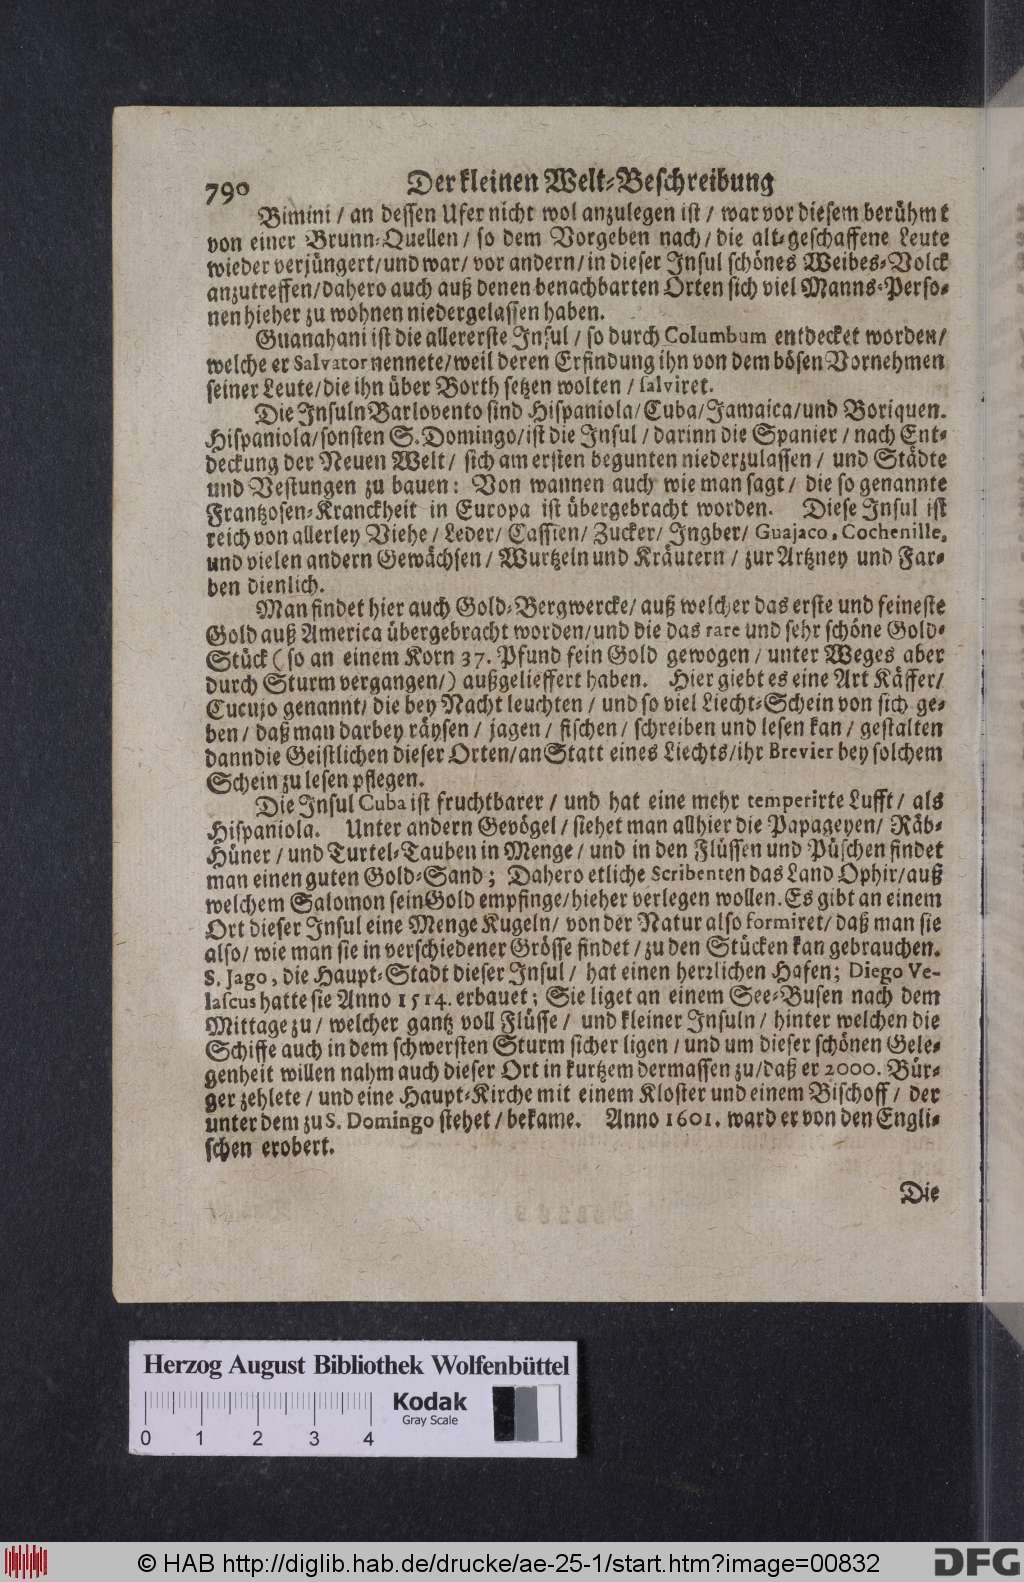 790 Der kleinen Welt-Beschreibung
Bimini / an dessen Ufer nicht wol anzulegen ist / war vor diesem berühmt
von einer Brunn-Quellen / so dem Vorgeben nach / die alt-geschaffene Leute
wieder verjüngert / und war / vor andern / in dieser Insul schönes Weibes-Volck
anzutreffen / dahero auch auß denen benachbarten Orten sich viel Manns-Perso-
nen hieher zu wohnen niedergelassen haben.
Guanahani ist die allererste Insul / so durch Columbum entdecket worden /
welche er Salvator nennete / weil deren Erfindung ihn von dem bösen Vornehmen
seiner Leute / die ihn über Borth setzen wolten / salviret.
Die Insuln Barlovento sind Hispaniola / Cuba / Jamaica / und Boriquen.
Hispaniola / sonsten S. Domingo / ist die Insul / darinn die Spanier / nach Ent-
deckung der Neuen Welt / sich am ersten begunten niederzulassen / und Städte
und Vestungen zu bauen: Von wannen auch wie man sagt / die so genannte
Frantzosen-Kranckheit in Europa ist übergebracht worden. Diese Insul ist
reich von allerley Viehe / Leder / Cassien / Zucker / Ingber / Guajaco, Cochenille,
und vielen andern Gewächsen / Wurtzeln und Kräutern / zur Artzney und Far-
ben dienlich.
Man findet hier auch Gold-Bergwercke / auß welcher das erste und feineste
Gold auß America übergebracht worden / und die das rare und sehr schöne Gold-
Stück ( so an einem Korn 37. Pfund fein Gold gewogen / unter Weges aber
durch Sturm vergangen / ) außgelieffert haben. Hier giebt es eine Art Käffer /
Cucujo genannt / die bey Nacht leuchten / und so viel Liecht-Schein von sich ge-
ben / daß man darbey räysen / jagen / fischen / schreiben und lesen kan / gestalten
dann die Geistlichen dieser Orten / an Statt eines Liechts / ihr Brevier bey solchem
Schein zu lesen pflegen.
Die Insul Cuba ist fruchtbarer / und hat eine mehr temperirte Lufft / als
Hispaniola. Unter andern Gevögel / siehet man allhier die Papageyen / Räb-
Hüner / und Turtel-Tauben in Menge / und in den Flüssen und Püschen findet
man einen guten Gold-Sand ; Dahero etliche Scribenten das Land Ophir / auß
welchem Salomon sein Gold empfinge / hieher verlegen wollen. Es gibt an einem
Ort dieser Insul eine Menge Kugeln / von der Natur also formiret / daß man sie
also / wie man sie in verschiedener Grösse findet / zu den Stücken kan gebrauchen.
S. Jago, die Haupt-Stadt dieser Insul / hat einen herrlichen Hafen; Diego Ve-
lascus hatte sie Anno 1514. erbauet ; Sie liget an einem See-Busen nach dem
Mittage zu / welcher gantz voll Flüsse / und kleiner Insuln / hinter welchen die
Schiffe auch in dem schwersten Sturm sicher ligen / und um dieser schönen Gele-
genheit willen nahm auch dieser Ort in kurtzem dermassen zu / daß er 2000. Bür-
ger zehlete / und eine Haupt-Kirche mit einem Kloster und einem Bischoff / der
unter dem zu S. Domingo stehet / bekame. Anno 1601. ward er von den Engli-
schen erobert.
Die
Herzog August Bibliothek Wolfenbüttel
Kodak
Gray Scale
0 1 2 3 4
© HAB http://diglib.hab.de/drucke/ae-25-1/start.htm?image=00832
DFG